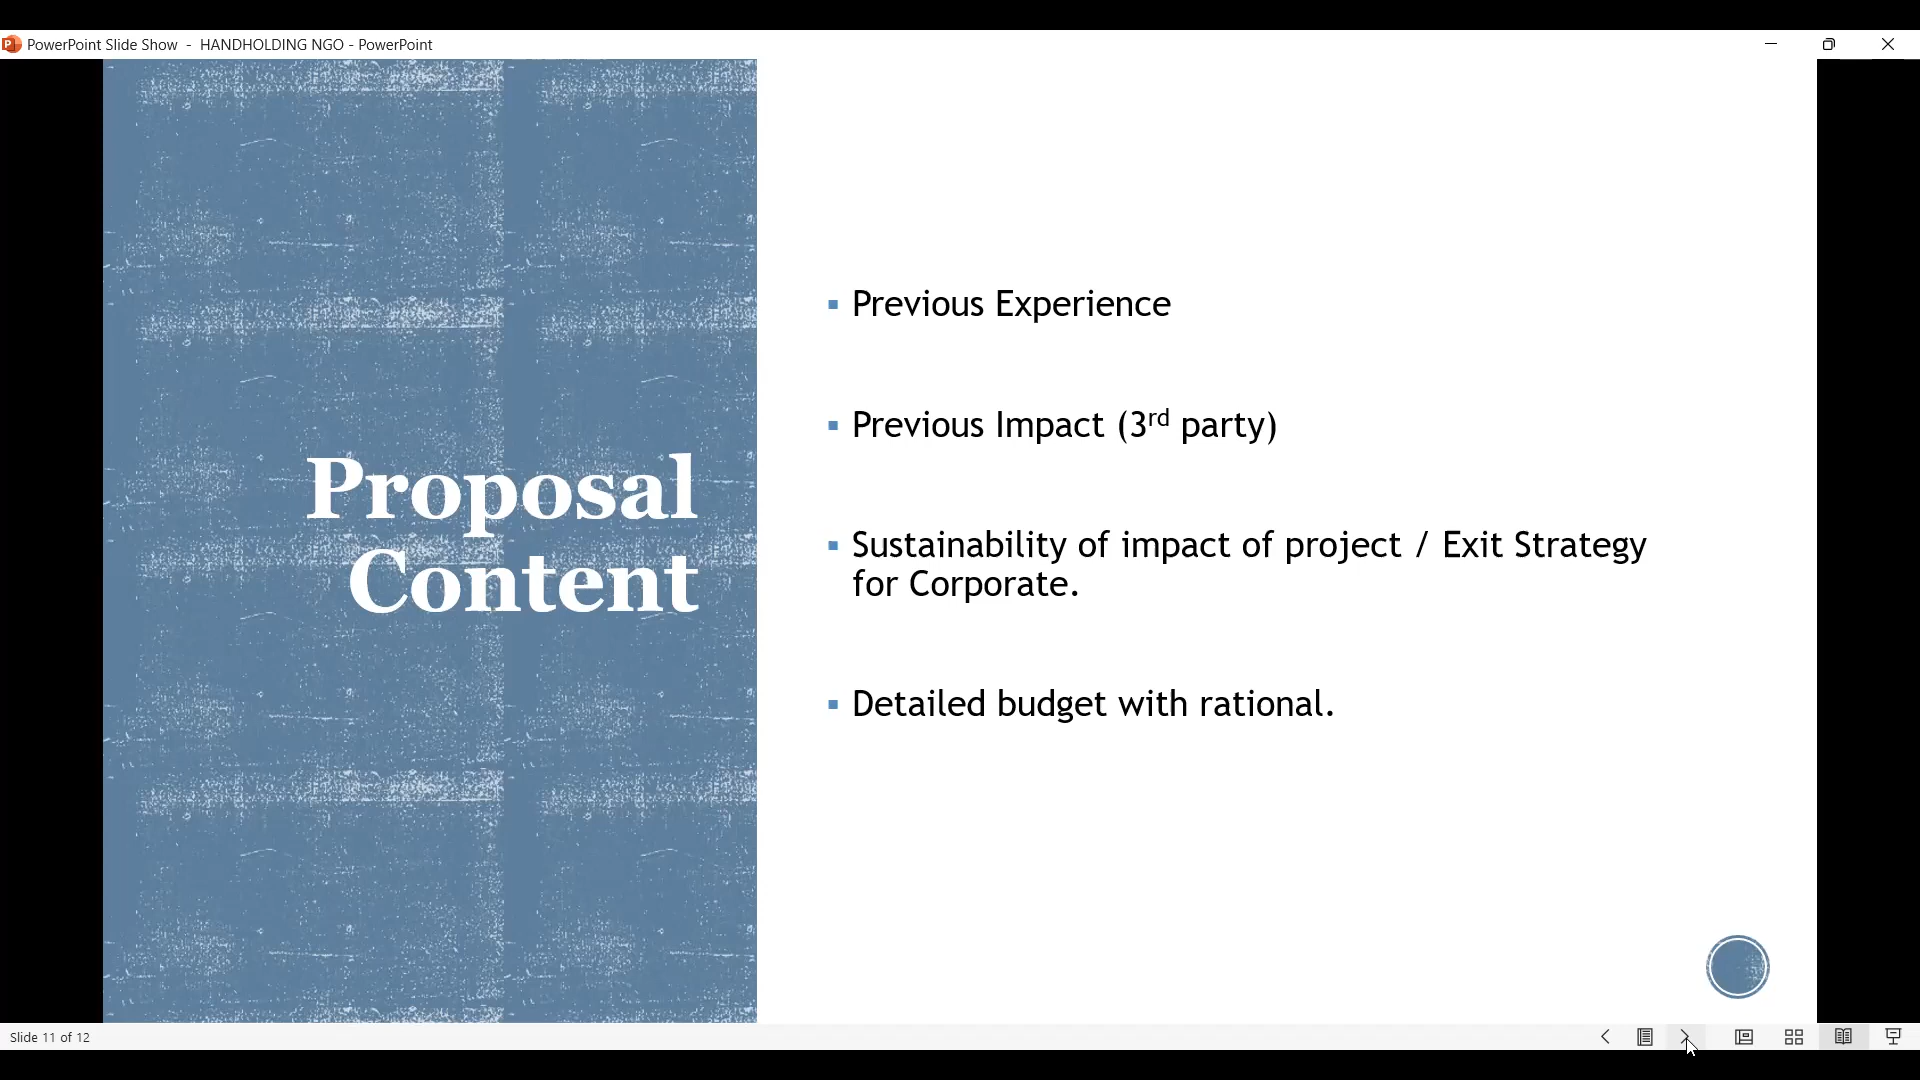 PowerPoint Slide Show - HANDHOLDING NGO - PowerPoint
Proposal
Content
▪ Previous Experience
▪ Previous Impact (3rd party)
▪ Sustainability of impact of project / Exit Strategy
for Corporate.
▪ Detailed budget with rational.
Slide 11 of 12